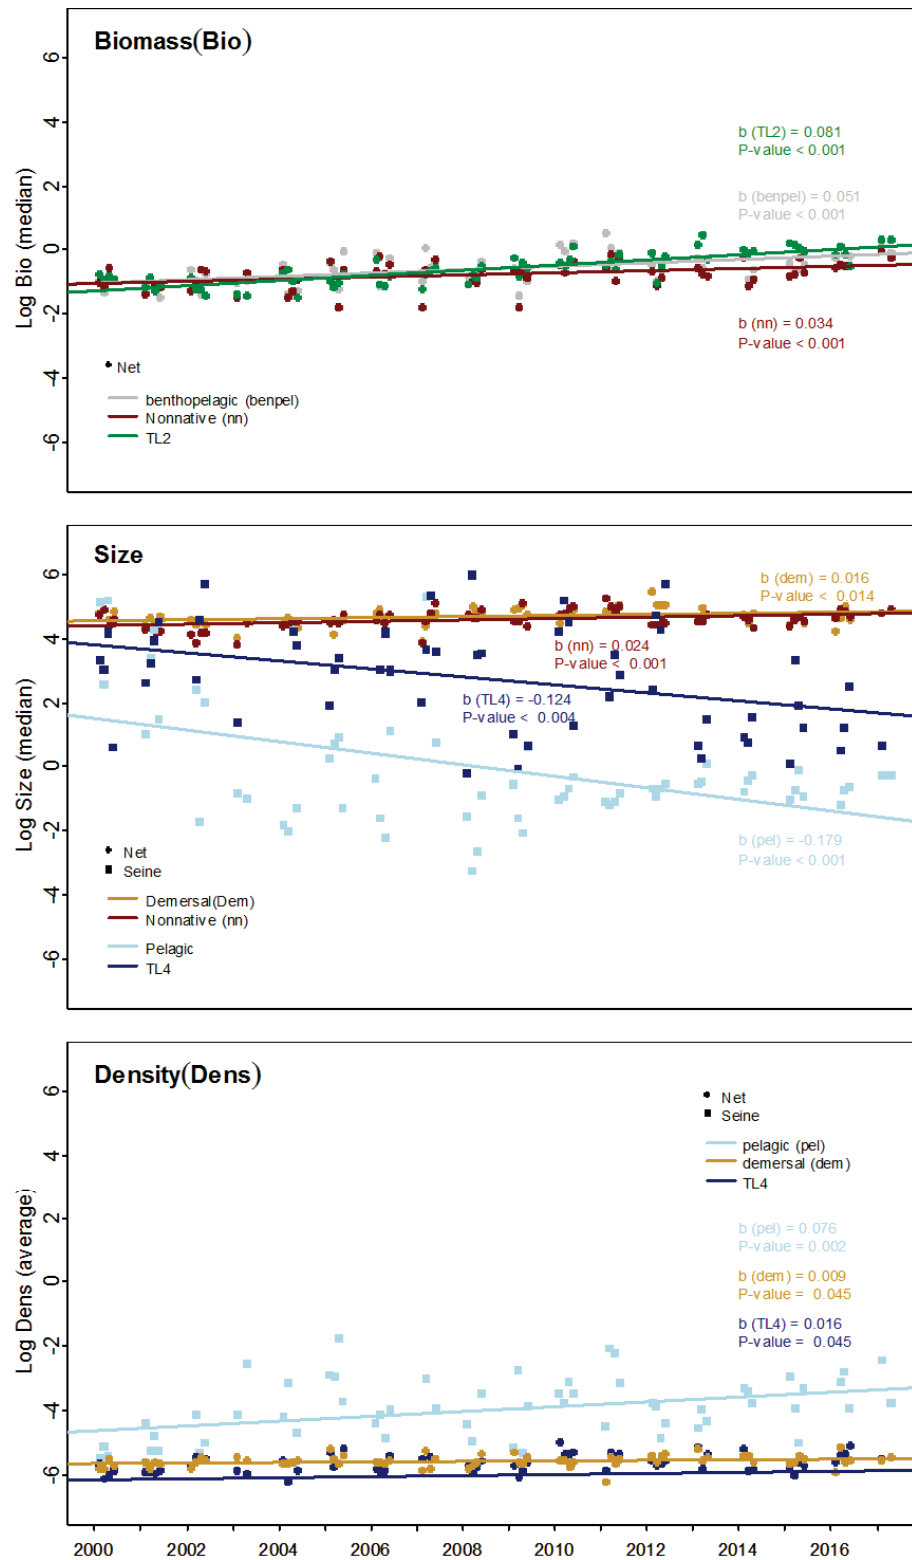 Biomass(Bio)
6
4
2
0
-2
-4
-6
Log Bio (median)
b (TL2) = 0.081
P-value < 0.001
b (benpel) = 0.051
P-value < 0.001
b (nn) = 0.034
P-value < 0.001
Net
benthopelagic (benpel)
Nonnative (nn)
TL2
Size
6
4
2
0
-2
-4
-6
Log Size (median)
b (dem) = 0.016
P-value < 0.014
b (nn) = 0.024
P-value < 0.001
b (TL4) = -0.124
P-value < 0.004
b (pel) = -0.179
P-value < 0.001
Net
Seine
Demersal(Dem)
Nonnative (nn)
Pelagic
TL4
Density(Dens)
6
4
2
0
-2
-4
-6
Log Dens (average)
Net
Seine
pelagic (pel)
demersal (dem)
TL4
b (pel) = 0.076
P-value = 0.002
b (dem) = 0.009
P-value = 0.045
b (TL4) = 0.016
P-value = 0.045
2000 2002 2004 2006 2008 2010 2012 2014 2016